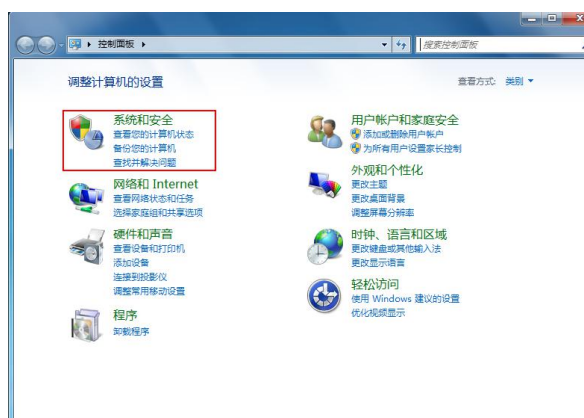 控制面板
搜索控制面板
调整计算机的设置
查看方式: 类别
系统和安全
查看您的计算机状态
备份您的计算机
查找并解决问题
网络和 Internet
查看网络状态和任务
选择家庭组和共享选项
硬件和声音
查看设备和打印机
添加设备
连接到投影仪
调整常用移动设置
程序
卸载程序
用户帐户和家庭安全
添加或删除用户帐户
为所有用户设置家长控制
外观和个性化
更改主题
更改桌面背景
调整屏幕分辨率
时钟、语言和区域
更改键盘或其他输入法
更改显示语言
轻松访问
使用 Windows 建议的设置
优化视频显示